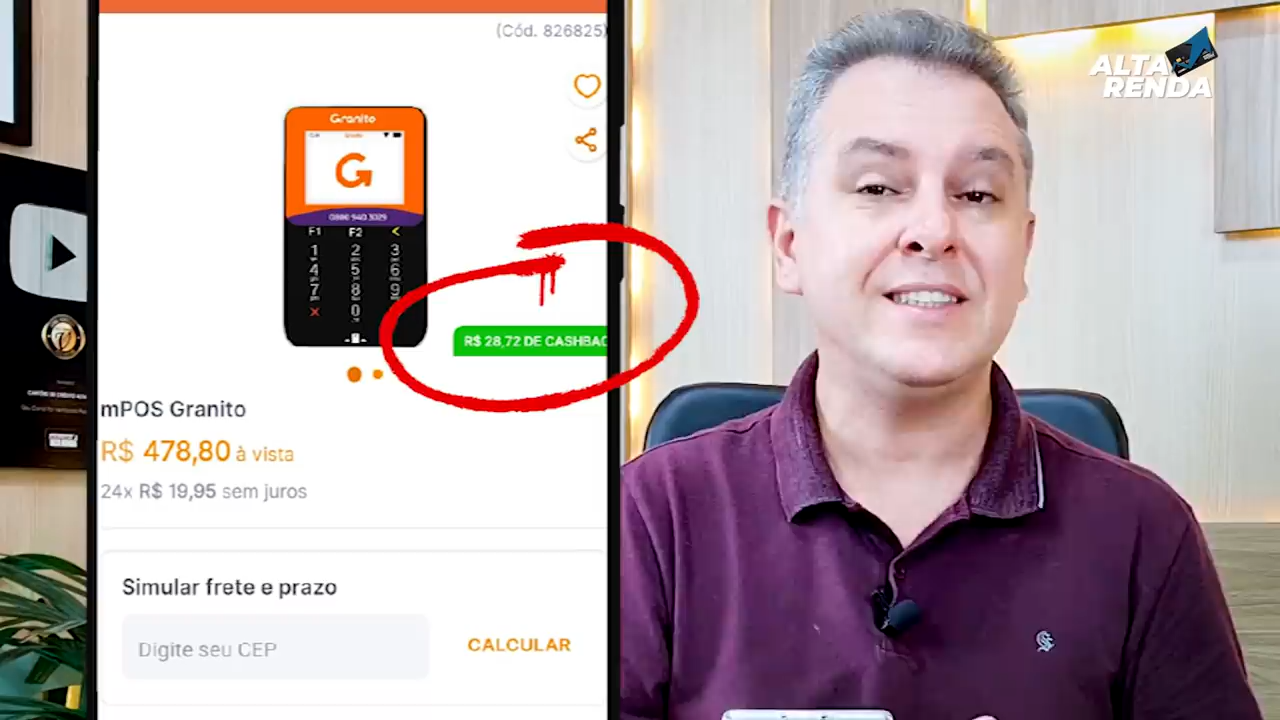 (Cód. 826825)
ALTA
RENDA
Granito
G
0800 940 3029
F1 F2 <
1 2 3
4 5 6
7 8 9
X 0
R$ 28,72 DE CASHBAC
mPOS Granito
R$ 478,80 à vista
24x R$ 19,95 sem juros
Simular frete e prazo
Digite seu CEP
CALCULAR